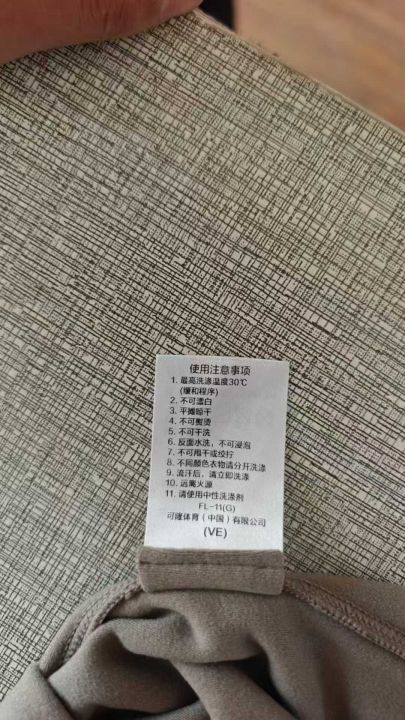 使用注意事项
1. 最高洗涤温度30℃
(缓和程序)
2. 不可漂白
3. 平摊晾干
4. 不可熨烫
5. 不可干洗
6. 反面水洗，不可浸泡
7. 不可甩干或绞拧
8. 不同颜色衣物请分开洗涤
9. 流汗后，请立即洗涤
10. 远离火源
11. 请使用中性洗涤剂
FL-11(G)
可隆体育（中国）有限公司
(VE)